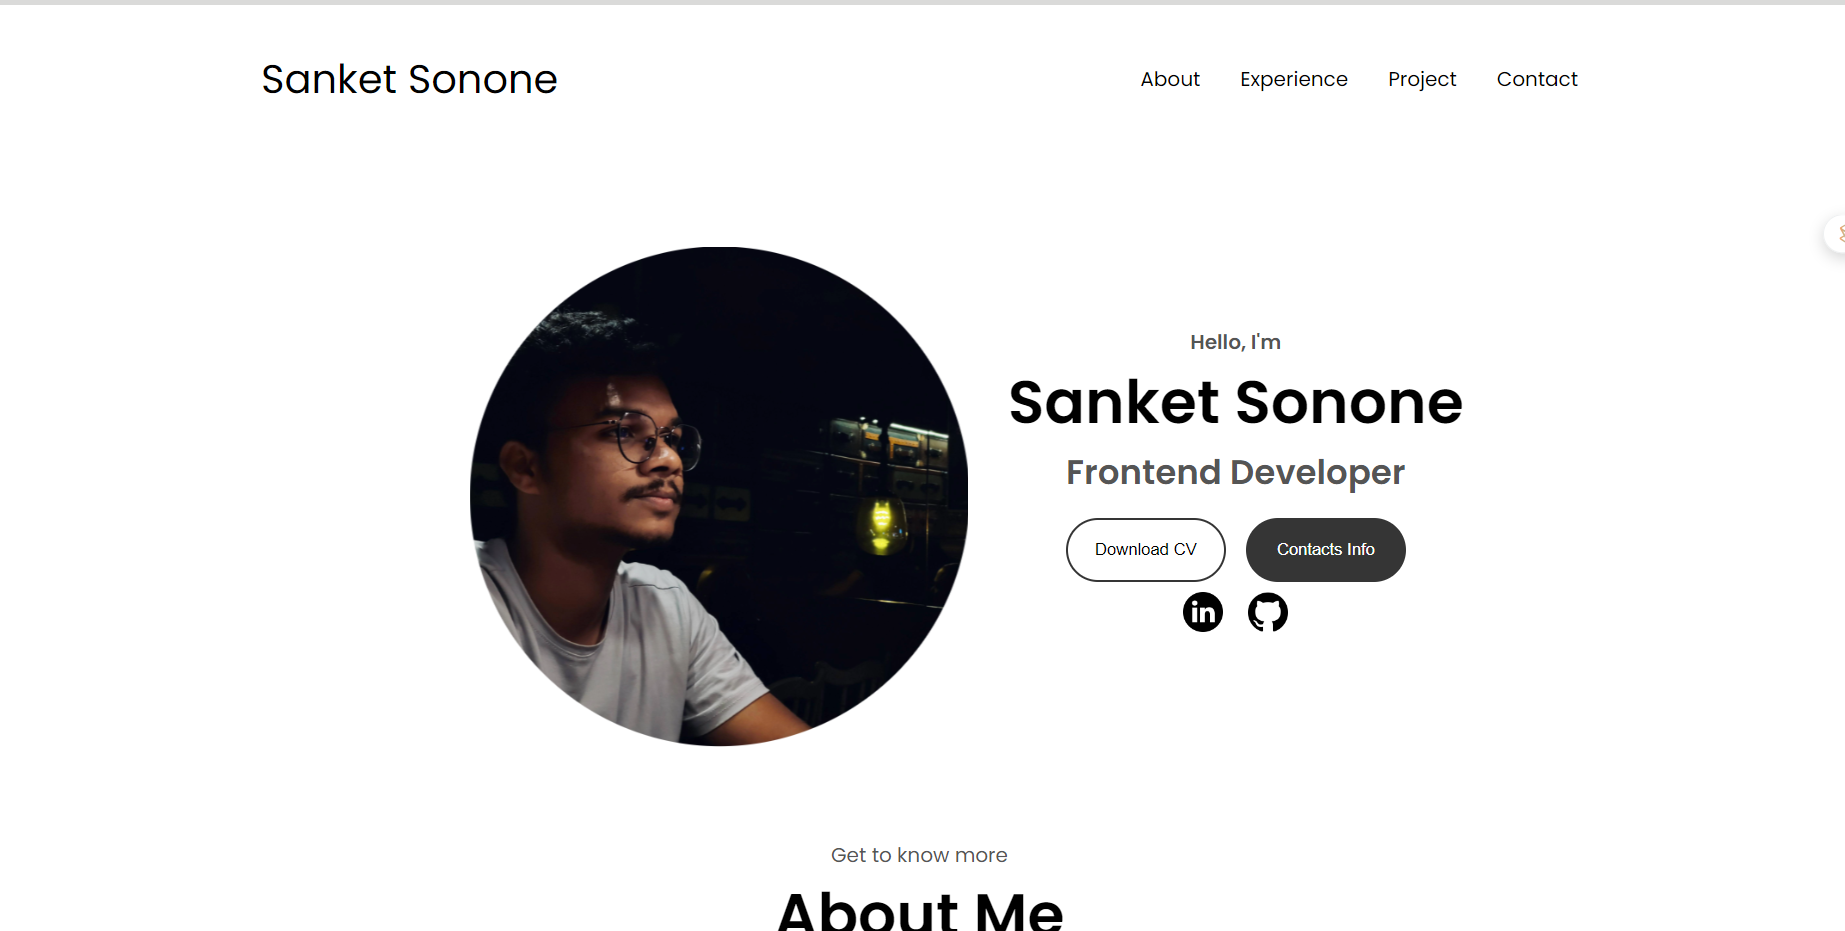 Sanket Sonone
About Experience Project Contact
Hello, I'm
Sanket Sonone
Frontend Developer
Download CV
Contacts Info
in
Get to know more
About Me